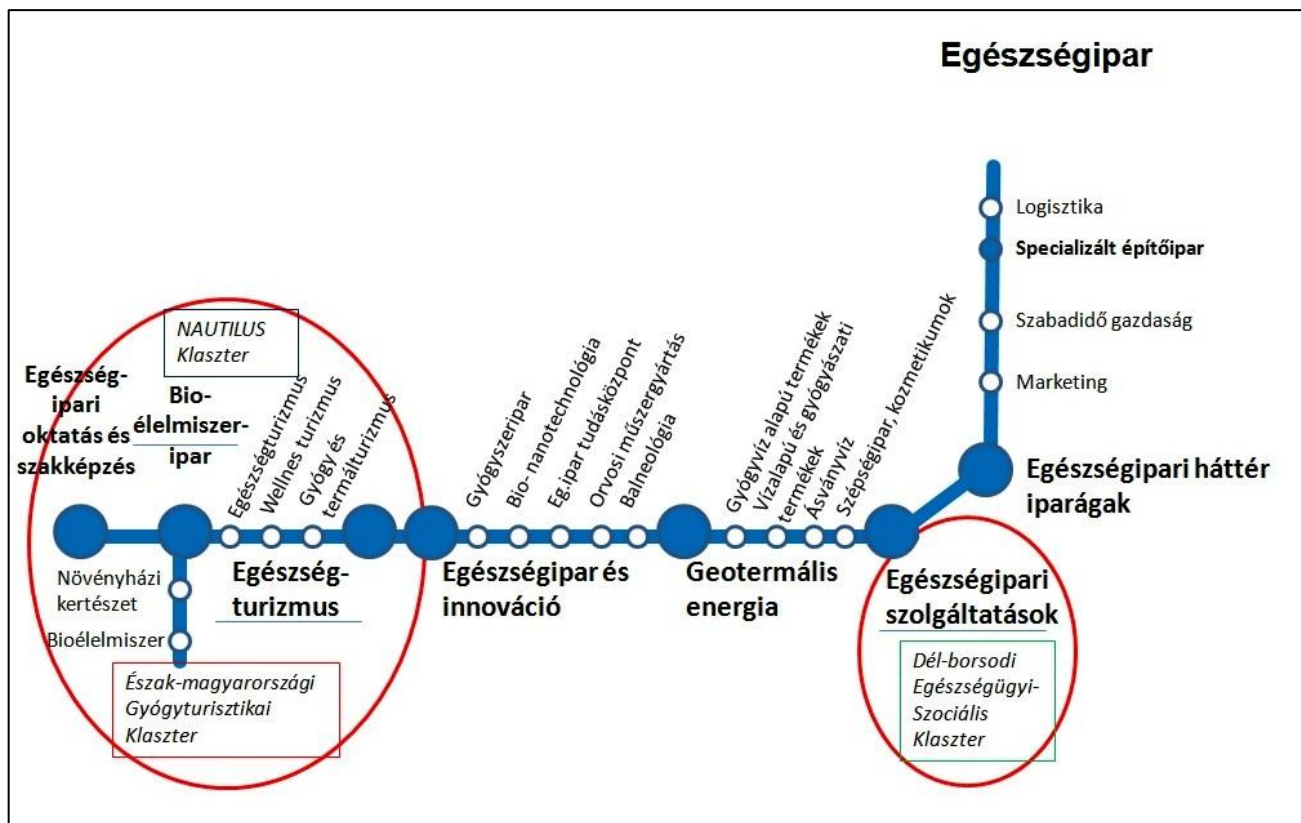 Egészségipar
Logisztika
Specializált építőipar
Szabadidő gazdaság
Marketing
Egészségipari háttér
iparágak
NAUTILUS
Klaszter
Egészség-
ipari
oktatás és
szakképzés
Bio-
élelmiszer-
ipar
Egészségturizmus
Wellnes turizmus
Gyógy és
termálturizmus
Gyógyszeripar
Bio- nanotechnológia
Eg.ipar tudásközpont
Orvosi műszergyártás
Balneológia
Gyógyvíz alapú termékek
Vízalapú és gyógyászati
termékek
Ásványvíz
Szépségipar, kozmetikumok
Növényházi
kertészet
Bioélelmiszer
Egészség-
turizmus
Egészségipar és
innováció
Geotermális
energia
Egészségipari
szolgáltatások
Észak-magyarországi
Gyógyturisztikai
Klaszter
Dél-borsodi
Egészségügyi-
Szociális
Klaszter